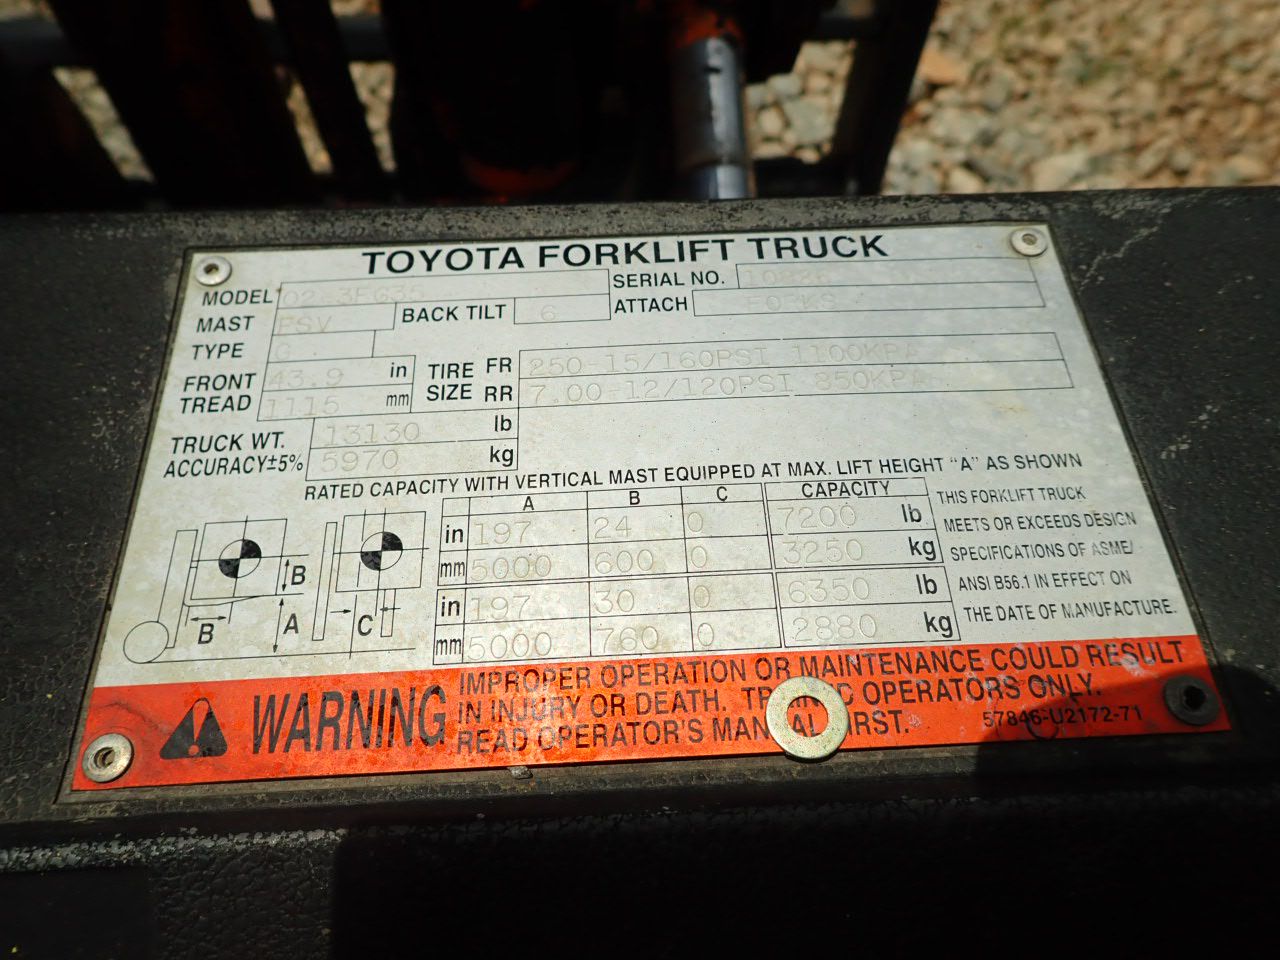 TOYOTA FORKLIFT TRUCK
MODEL 02-3FG35 SERIAL NO.
MAST FSV BACK TILT 6 ATTACH FORKS
TYPE G
FRONT TREAD 43.9 in 1115 mm
TIRE SIZE FR 250-15/160PSI 1100KPA
RR 7.00-12/120PSI 850KPA
TRUCK WT. 13130 lb
ACCURACY±5% 5970 kg
RATED CAPACITY WITH VERTICAL MAST EQUIPPED AT MAX. LIFT HEIGHT "A" AS SHOWN
A B C CAPACITY
in 197 24 0 7200 lb
mm 5000 600 0 3250 kg
in 197 30 0 6350 lb
mm 5000 760 0 2880 kg
B B A C
THIS FORKLIFT TRUCK
MEETS OR EXCEEDS DESIGN
SPECIFICATIONS OF ASME/
ANSI B56.1 IN EFFECT ON
THE DATE OF MANUFACTURE.
WARNING
IMPROPER OPERATION OR MAINTENANCE COULD RESULT
IN INJURY OR DEATH. OPERATORS ONLY.
READ OPERATOR'S
57846-U2172-71